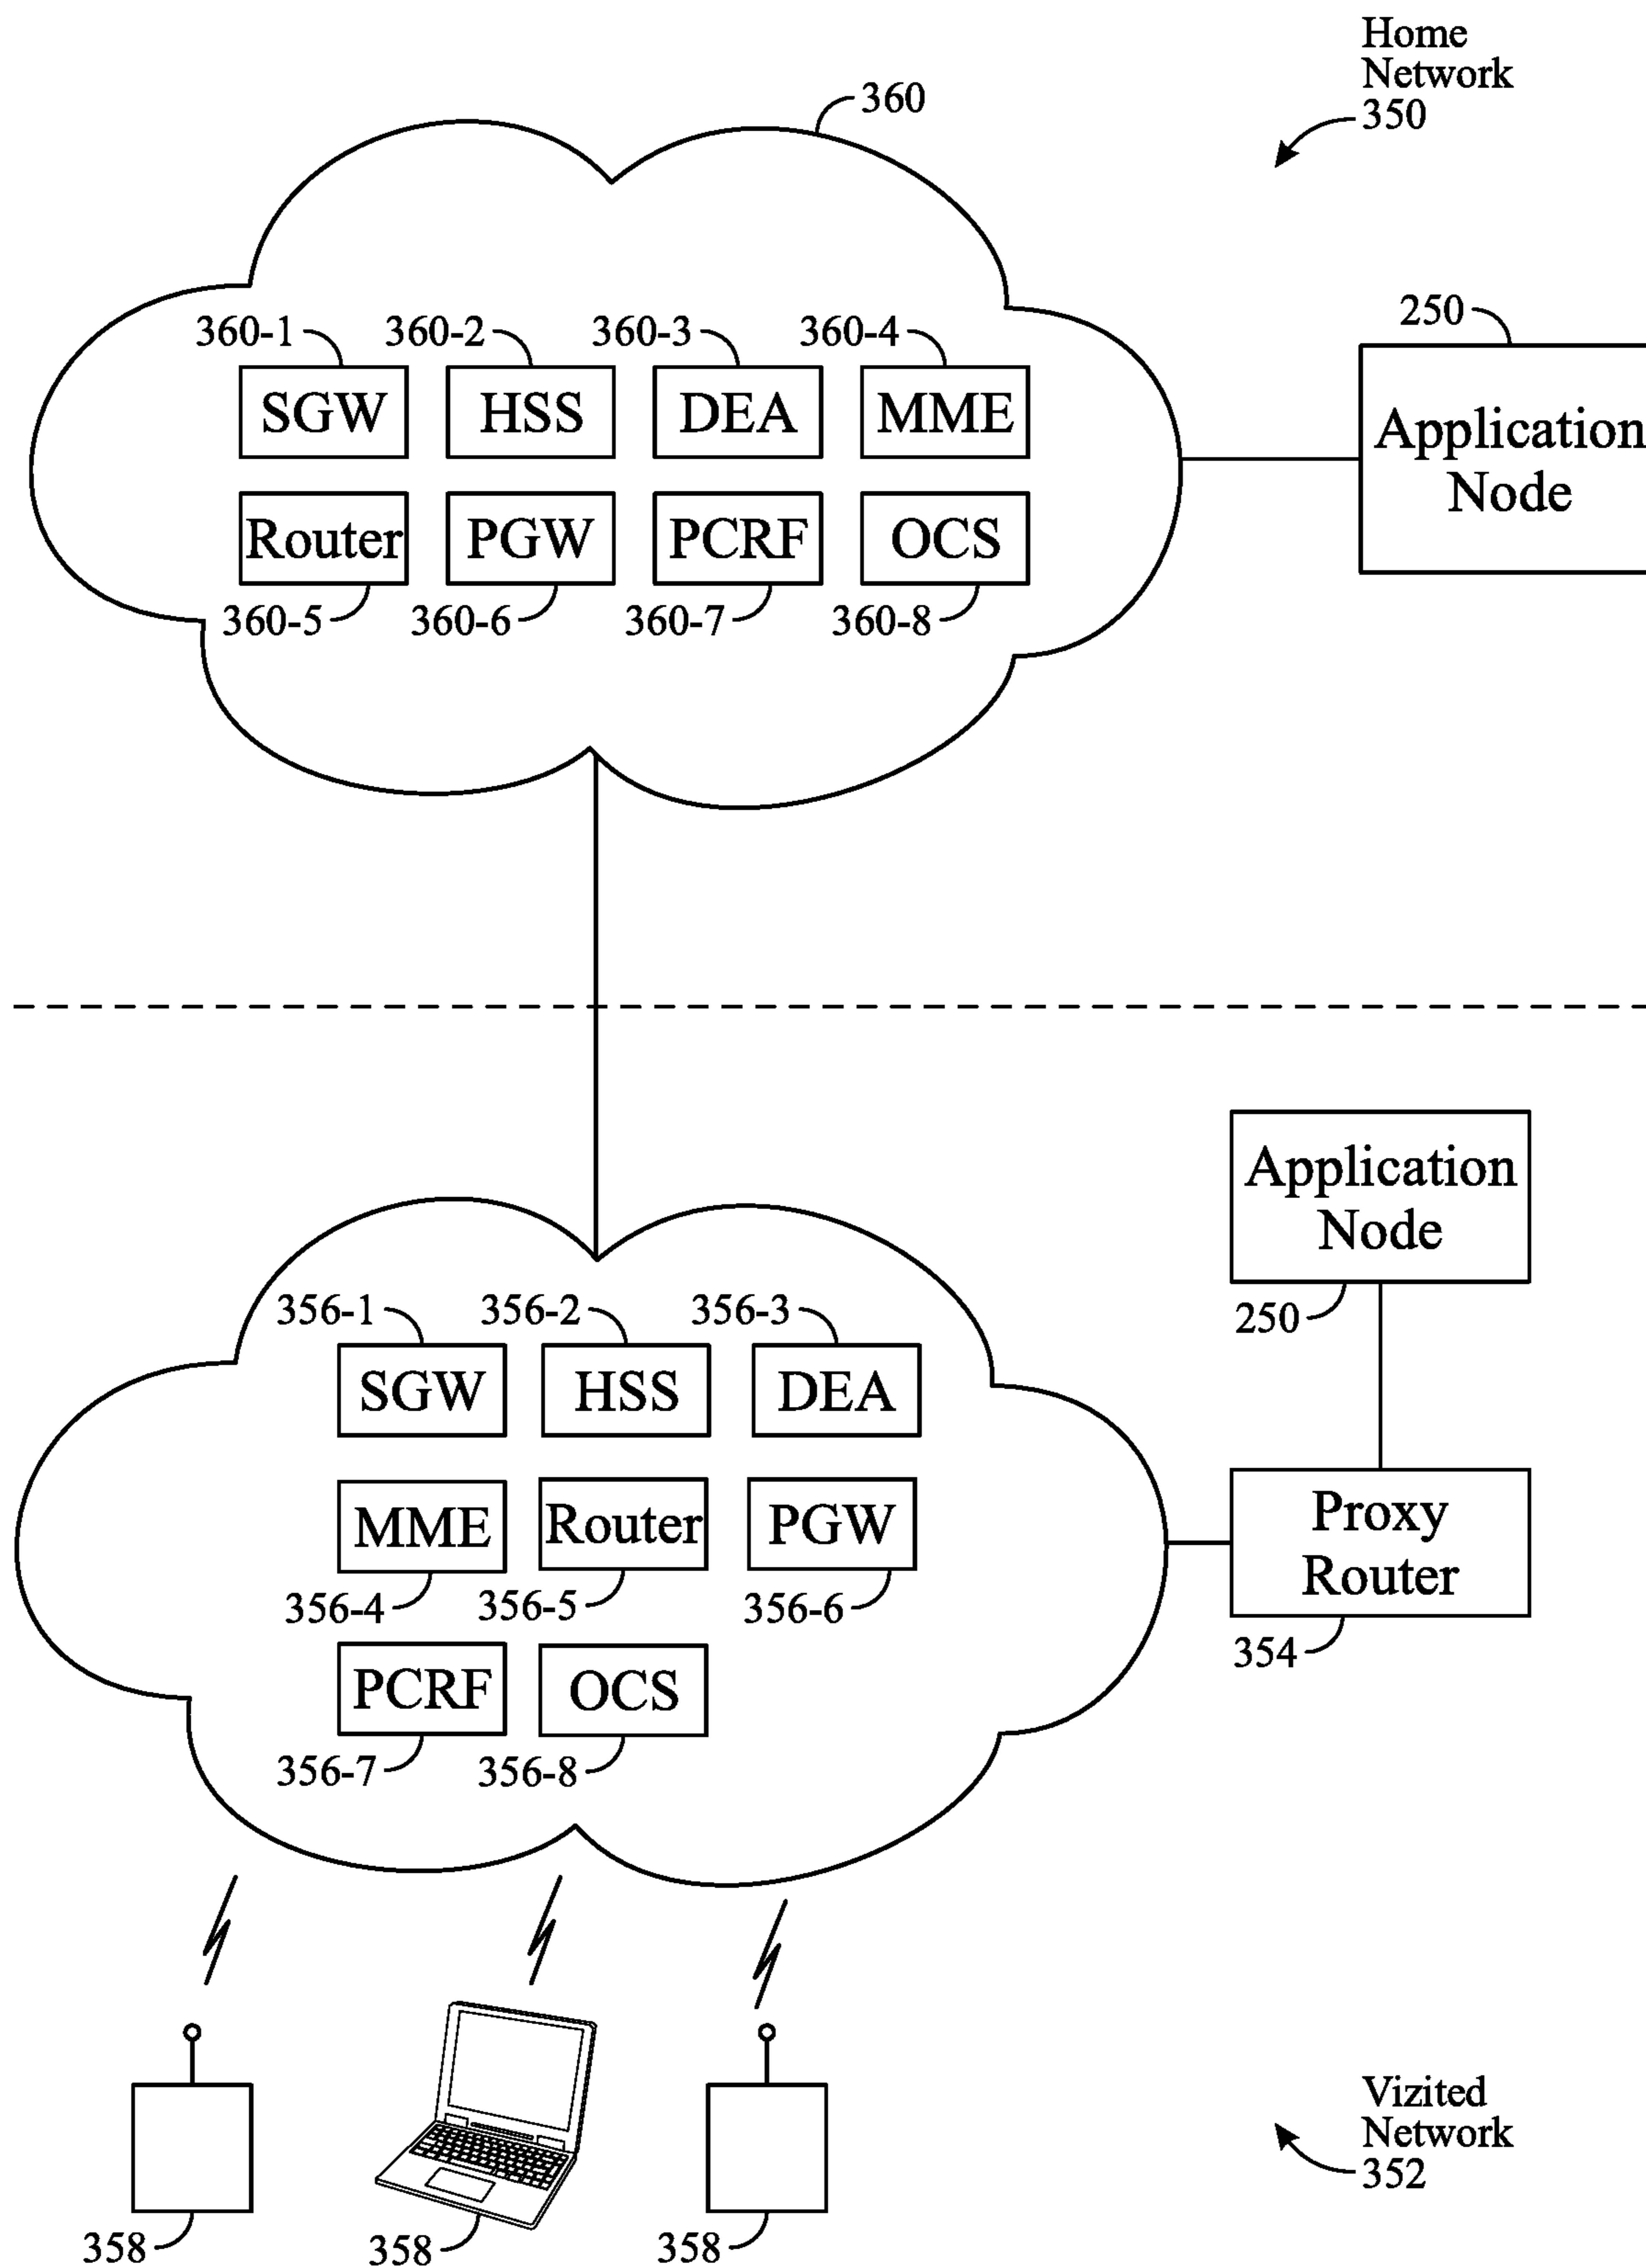 Home
Network
350
360
250
360-1
360-2
360-3
360-4
SGW
HSS
DEA
MME
Application
Node
Router
PGW
PCRF
OCS
360-5
360-6
360-7
360-8
Application
Node
250
356-1
356-2
356-3
SGW
HSS
DEA
MME
Router
PGW
Proxy
Router
356-4
356-5
356-6
354
PCRF
OCS
356-7
356-8
Vizited
Network
352
358
358
358